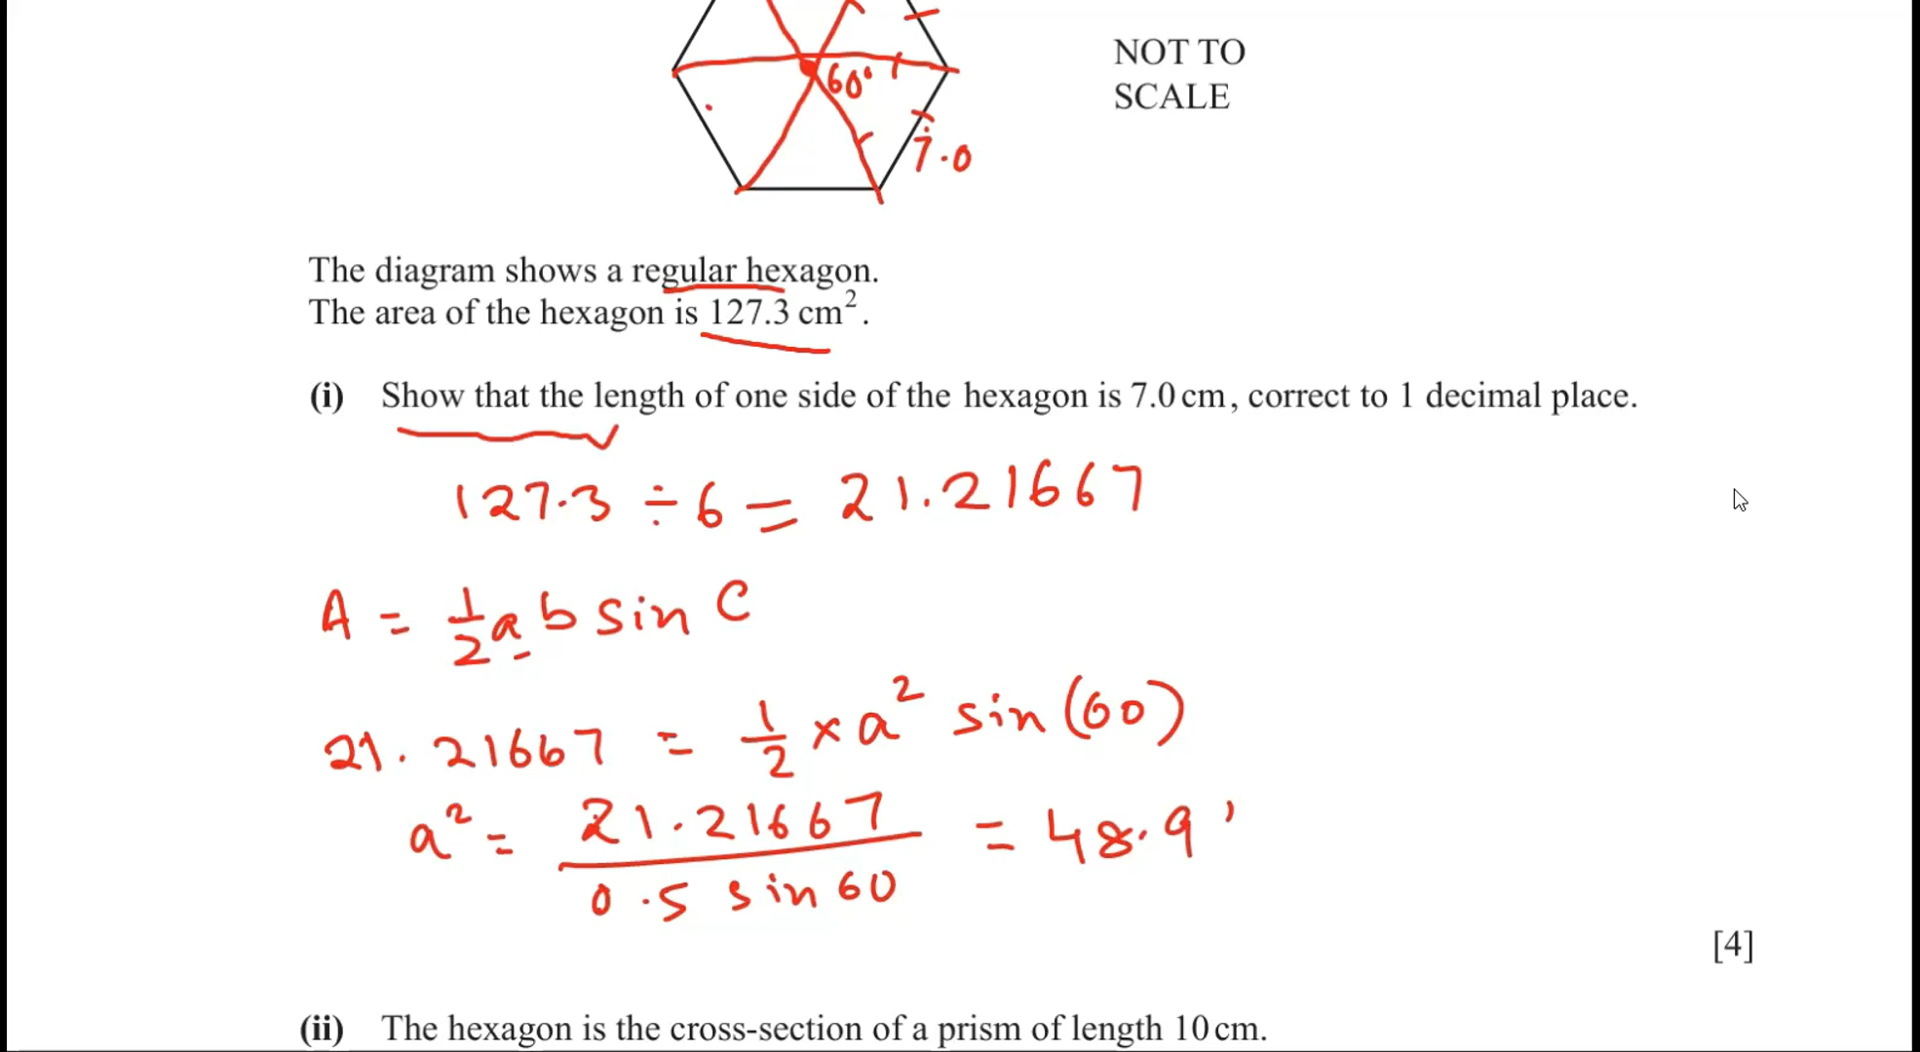 NOT TO
SCALE
60°
7.0
The diagram shows a regular hexagon.
The area of the hexagon is 127.3 cm².
(i) Show that the length of one side of the hexagon is 7.0 cm, correct to 1 decimal place.
127.3 ÷ 6 = 21.21667
A = 1/2 a b sin C
21.21667 = 1/2 × a² sin(60)
a² = 21.21667 / 0.5 sin 60 = 48.9
[4]
(ii) The hexagon is the cross-section of a prism of length 10 cm.